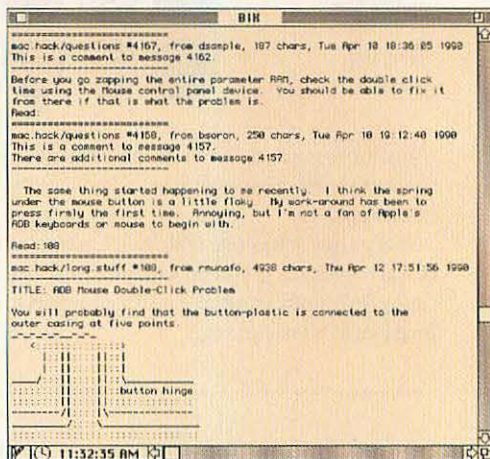 BIX
==========================
mac.hack/questions #4167, from dsample, 187 chars, Tue Apr 10 18:36:05 1990
This is a comment to message 4162.
--------------------------
Before you go zapping the entire parameter RAM, check the double click
time using the Mouse control panel device. You should be able to fix it
from there if that is what the problem is.
Read:
==========================
mac.hack/questions #4158, from bsoron, 250 chars, Tue Apr 10 19:12:40 1990
This is a comment to message 4157.
There are additional comments to message 4157.
--------------------------
The same thing started happening to me recently. I think the spring
under the mouse button is a little flaky. My work-around has been to
press firmly the first time. Annoying, but I'm not a fan of Apple's
ADB keyboards or mouse to begin with.
Read:108
==========================
mac.hack/long.stuff #108, from rmunafo, 4938 chars, Thu Apr 12 17:51:56 1990
--------------------------
TITLE: ADB Mouse Double-Click Problem
You will probably find that the button-plastic is connected to the
outer casing at five points.
button hinge
11:32:35 AM